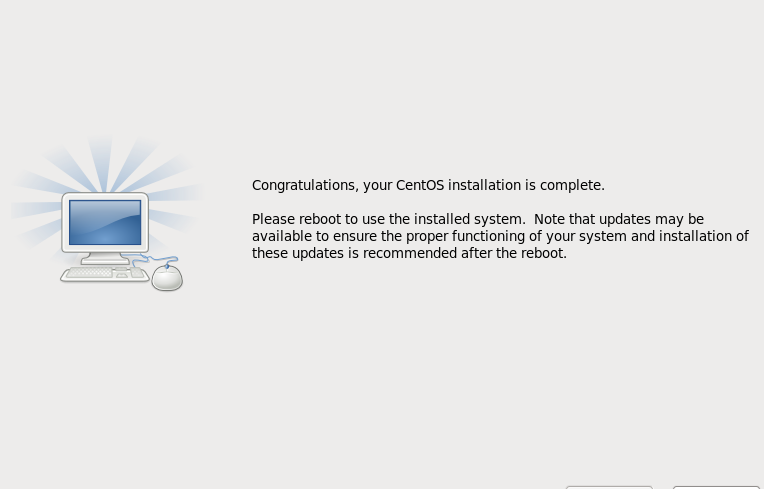 Congratulations, your CentOS installation is complete.
Please reboot to use the installed system.  Note that updates may be
available to ensure the proper functioning of your system and installation of
these updates is recommended after the reboot.